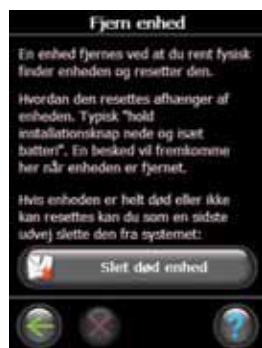 Fjern enhed
En enhed fjernes ved at du rent fysisk
finder enheden og resetter den.
Hvordan den resettes afhænger af
enheden. Typisk "hold
installationsknap nede og isæt
batteri". En besked vil fremkomme
her når enheden er fjernet.
Hvis enheden er helt død eller ikke
kan resettes kan du som en sidste
udvej slette den fra systemet:
Slet død enhed
?